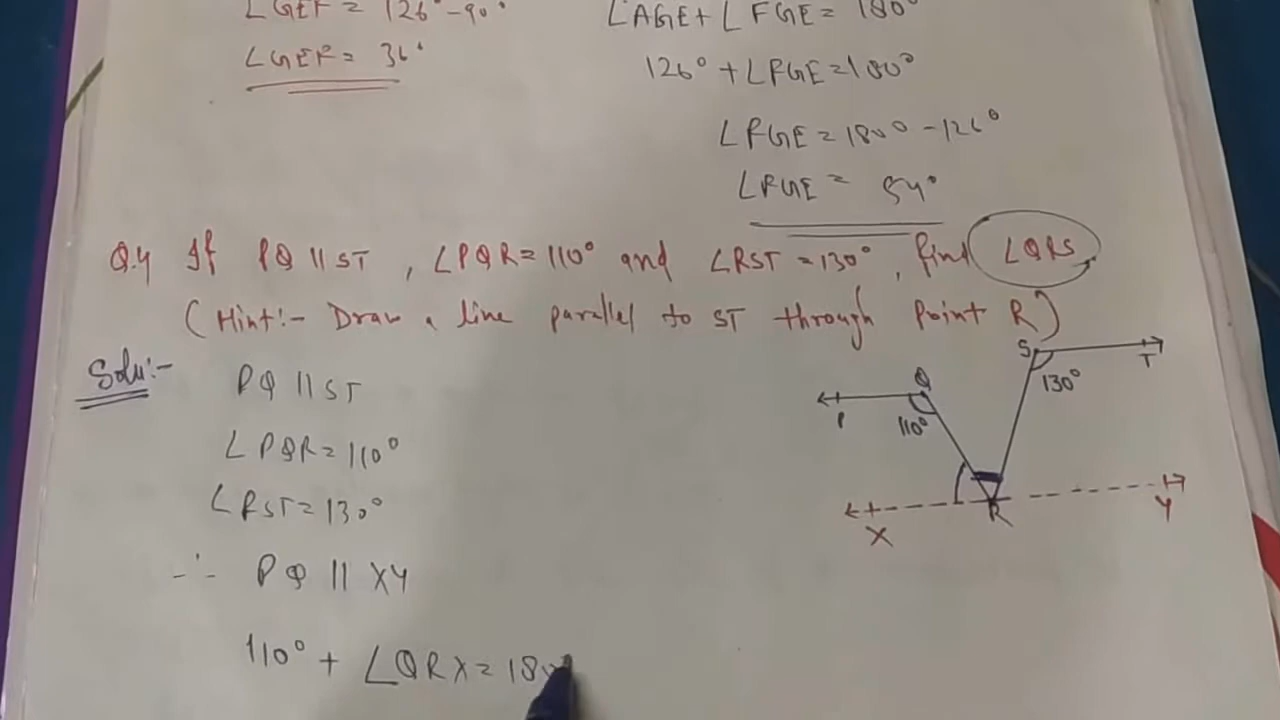 ∠GEF = 126° - 90°
∠GEF = 36°
∠AGE + ∠FGE = 180°
126° + ∠FGE = 180°
∠FGE = 180° - 126°
∠FGE = 54°
Q.4 If PQ || ST , ∠PQR = 110° and ∠RST = 130° , find ∠QRS
(Hint:- Draw a line parallel to ST through Point R)
Solu:-
PQ || ST
∠PQR = 110°
∠RST = 130°
∴ PQ || XY
110° + ∠QRX = 180
S
T
130°
Q
P
110°
R
X
Y